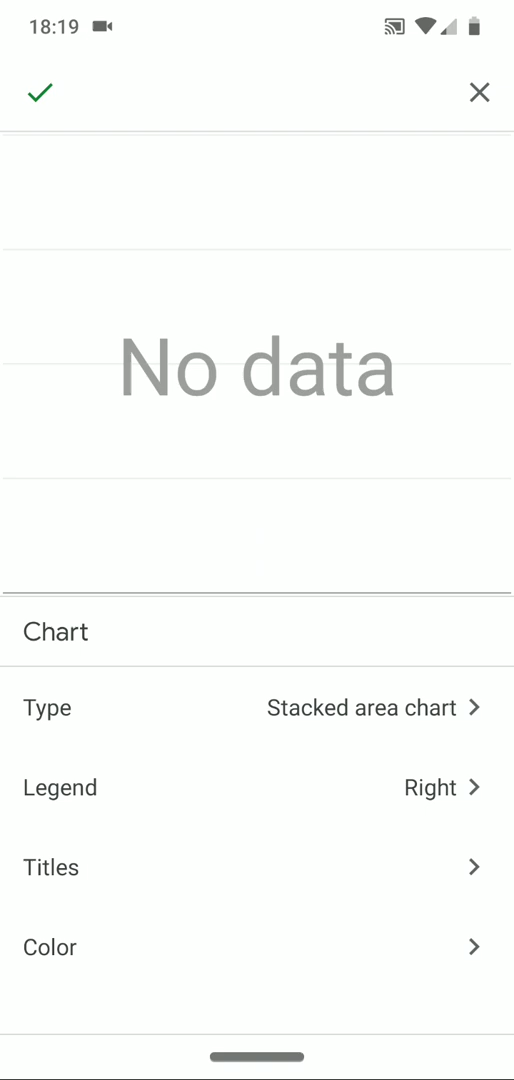 18:19
No data
Chart
Type Stacked area chart
Legend Right
Titles
Color